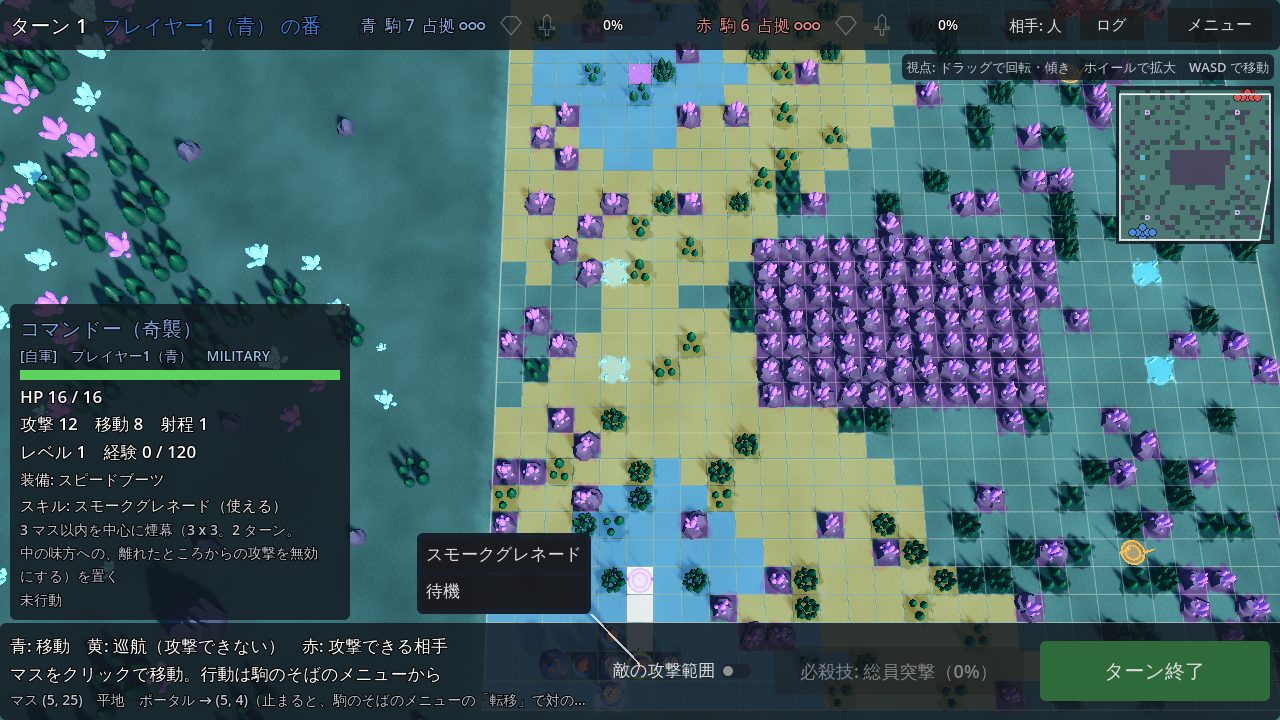 ターン 1 プレイヤー1（青）の番 青 駒 7 占拠 0% 赤 駒 6 占拠 0% 相手: 人 ログ メニュー
視点: ドラッグで回転・傾き ホイールで拡大 WASD で移動
コマンドー（奇襲）
[自軍] プレイヤー1（青） MILITARY
HP 16 / 16
攻撃 12 移動 8 射程 1
レベル 1 経験 0 / 120
装備: スピードブーツ
スキル: スモークグレネード（使える）
3 マス以内を中心に煙幕（3 x 3、2 ターン。
中の味方への、離れたところからの攻撃を無効
にする）を置く
未行動
スモークグレネード
待機
青: 移動 黄: 巡航（攻撃できない） 赤: 攻撃できる相手
マスをクリックで移動 行動は駒のそばのメニューから
マス (5, 25) 平地 ポータル → (5, 4)（止まると、駒のそばのメニューの「転移」で対の…
敵の攻撃範囲
必殺技: 総員突撃（0%）
ターン終了